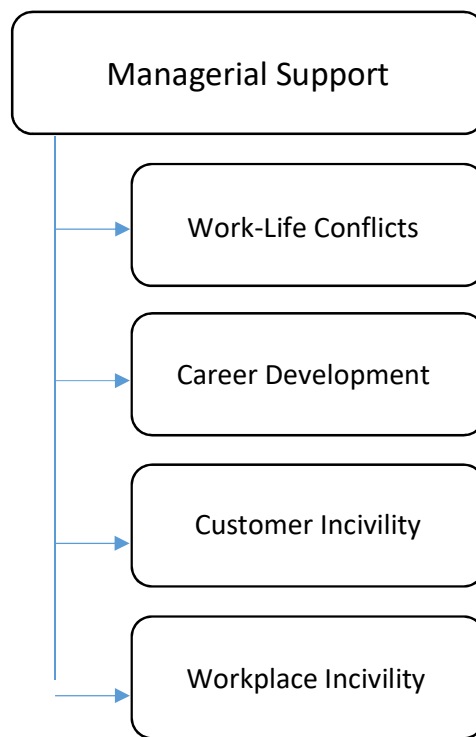 Managerial Support
Work-Life Conflicts
Career Development
Customer Incivility
Workplace Incivility